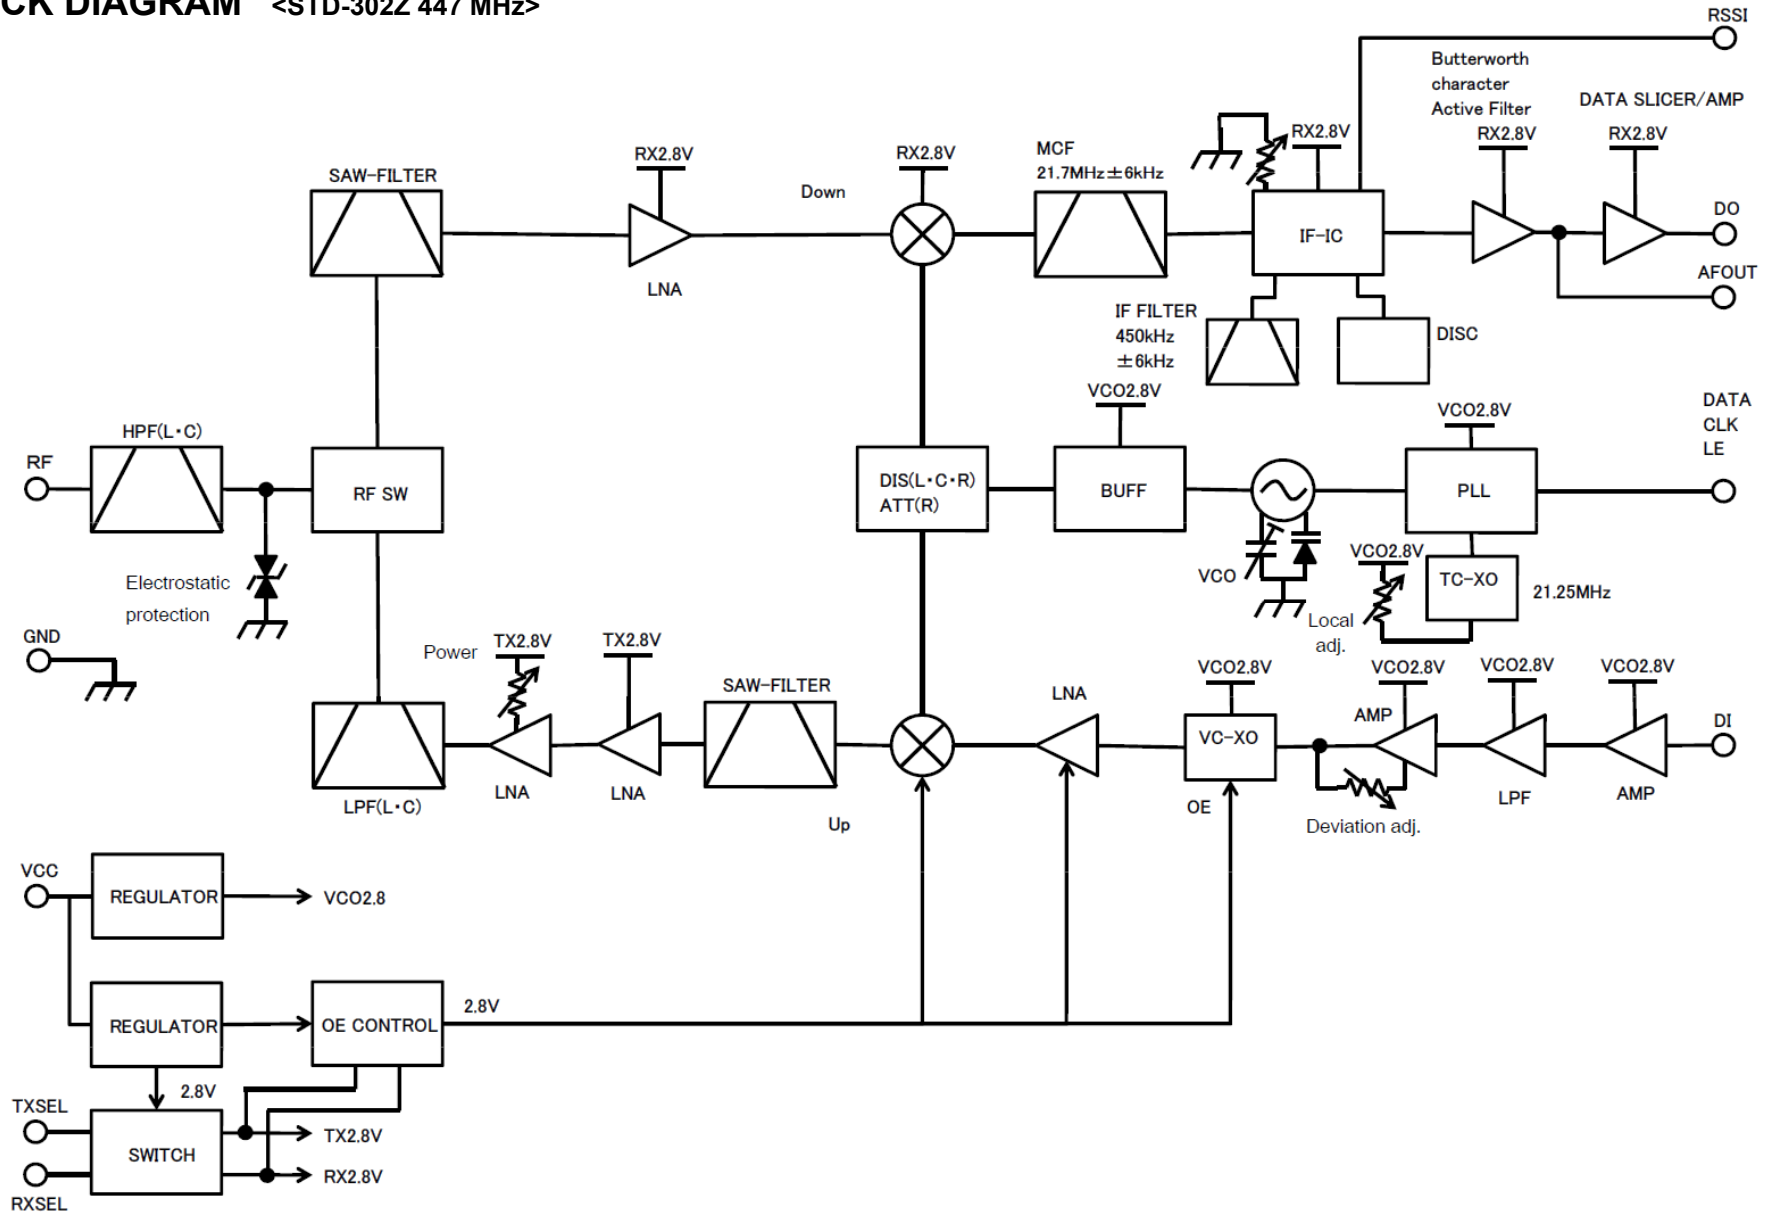 CK DIAGRAM <STD-302Z 447 MHz>
RSSI
Butterworth
character
Active Filter
DATA SLICER/AMP
RX2.8V
RX2.8V
RX2.8V
RX2.8V
RX2.8V
MCF
21.7MHz±6kHz
SAW-FILTER
Down
LNA
IF-IC
DO
AFOUT
IF FILTER
450kHz
±6kHz
DISC
VCO2.8V
VCO2.8V
DATA
CLK
LE
HPF(L・C)
RF
RF SW
DIS(L・C・R)
ATT(R)
BUFF
PLL
VCO
VCO2.8V
TC-XO
21.25MHz
Local
adj.
Electrostatic
protection
GND
Power
TX2.8V
TX2.8V
SAW-FILTER
LNA
VCO2.8V
VCO2.8V
VCO2.8V
VCO2.8V
AMP
VC-XO
DI
LPF(L・C)
LNA
LNA
Up
OE
LPF
AMP
Deviation adj.
VCC
REGULATOR
VCO2.8
REGULATOR
OE CONTROL
2.8V
2.8V
TXSEL
SWITCH
TX2.8V
RX2.8V
RXSEL